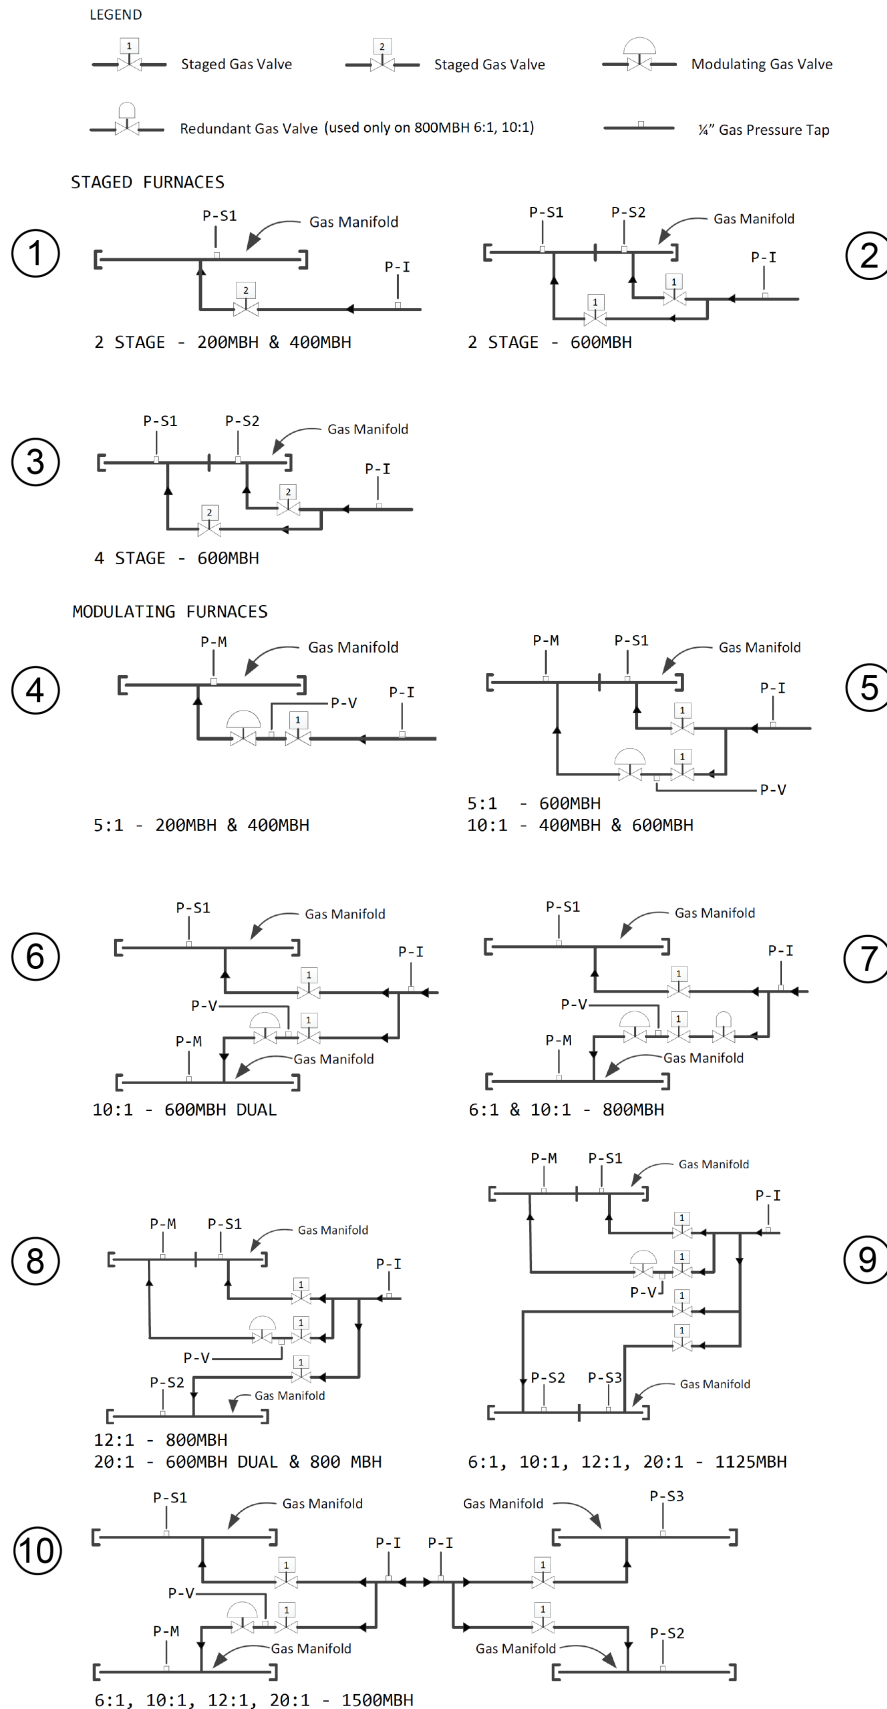 LEGEND
1
Staged Gas Valve
2
Staged Gas Valve
Modulating Gas Valve
Redundant Gas Valve (used only on 800MBH 6:1, 10:1)
¼” Gas Pressure Tap
STAGED FURNACES
1
P-S1
Gas Manifold
P-I
2
2 STAGE - 200MBH & 400MBH
2
P-S1
P-S2
Gas Manifold
P-I
1
1
2 STAGE - 600MBH
3
P-S1
P-S2
Gas Manifold
P-I
2
2
4 STAGE - 600MBH
MODULATING FURNACES
4
P-M
Gas Manifold
P-V
P-I
1
5:1 - 200MBH & 400MBH
5
P-M
P-S1
Gas Manifold
P-I
1
1
P-V
5:1 - 600MBH
10:1 - 400MBH & 600MBH
6
P-S1
Gas Manifold
P-I
1
P-V
1
P-M
Gas Manifold
10:1 - 600MBH DUAL
7
P-S1
Gas Manifold
P-I
1
P-V
1
P-M
Gas Manifold
6:1 & 10:1 - 800MBH
8
P-M
P-S1
Gas Manifold
P-I
1
1
P-V
1
P-S2
Gas Manifold
12:1 - 800MBH
20:1 - 600MBH DUAL & 800 MBH
9
P-M
P-S1
Gas Manifold
P-I
1
1
P-V
1
1
P-S2
P-S3
Gas Manifold
6:1, 10:1, 12:1, 20:1 - 1125MBH
10
P-S1
Gas Manifold
Gas Manifold
P-S3
P-I
P-I
1
1
P-V
1
1
P-M
Gas Manifold
Gas Manifold
P-S2
6:1, 10:1, 12:1, 20:1 - 1500MBH